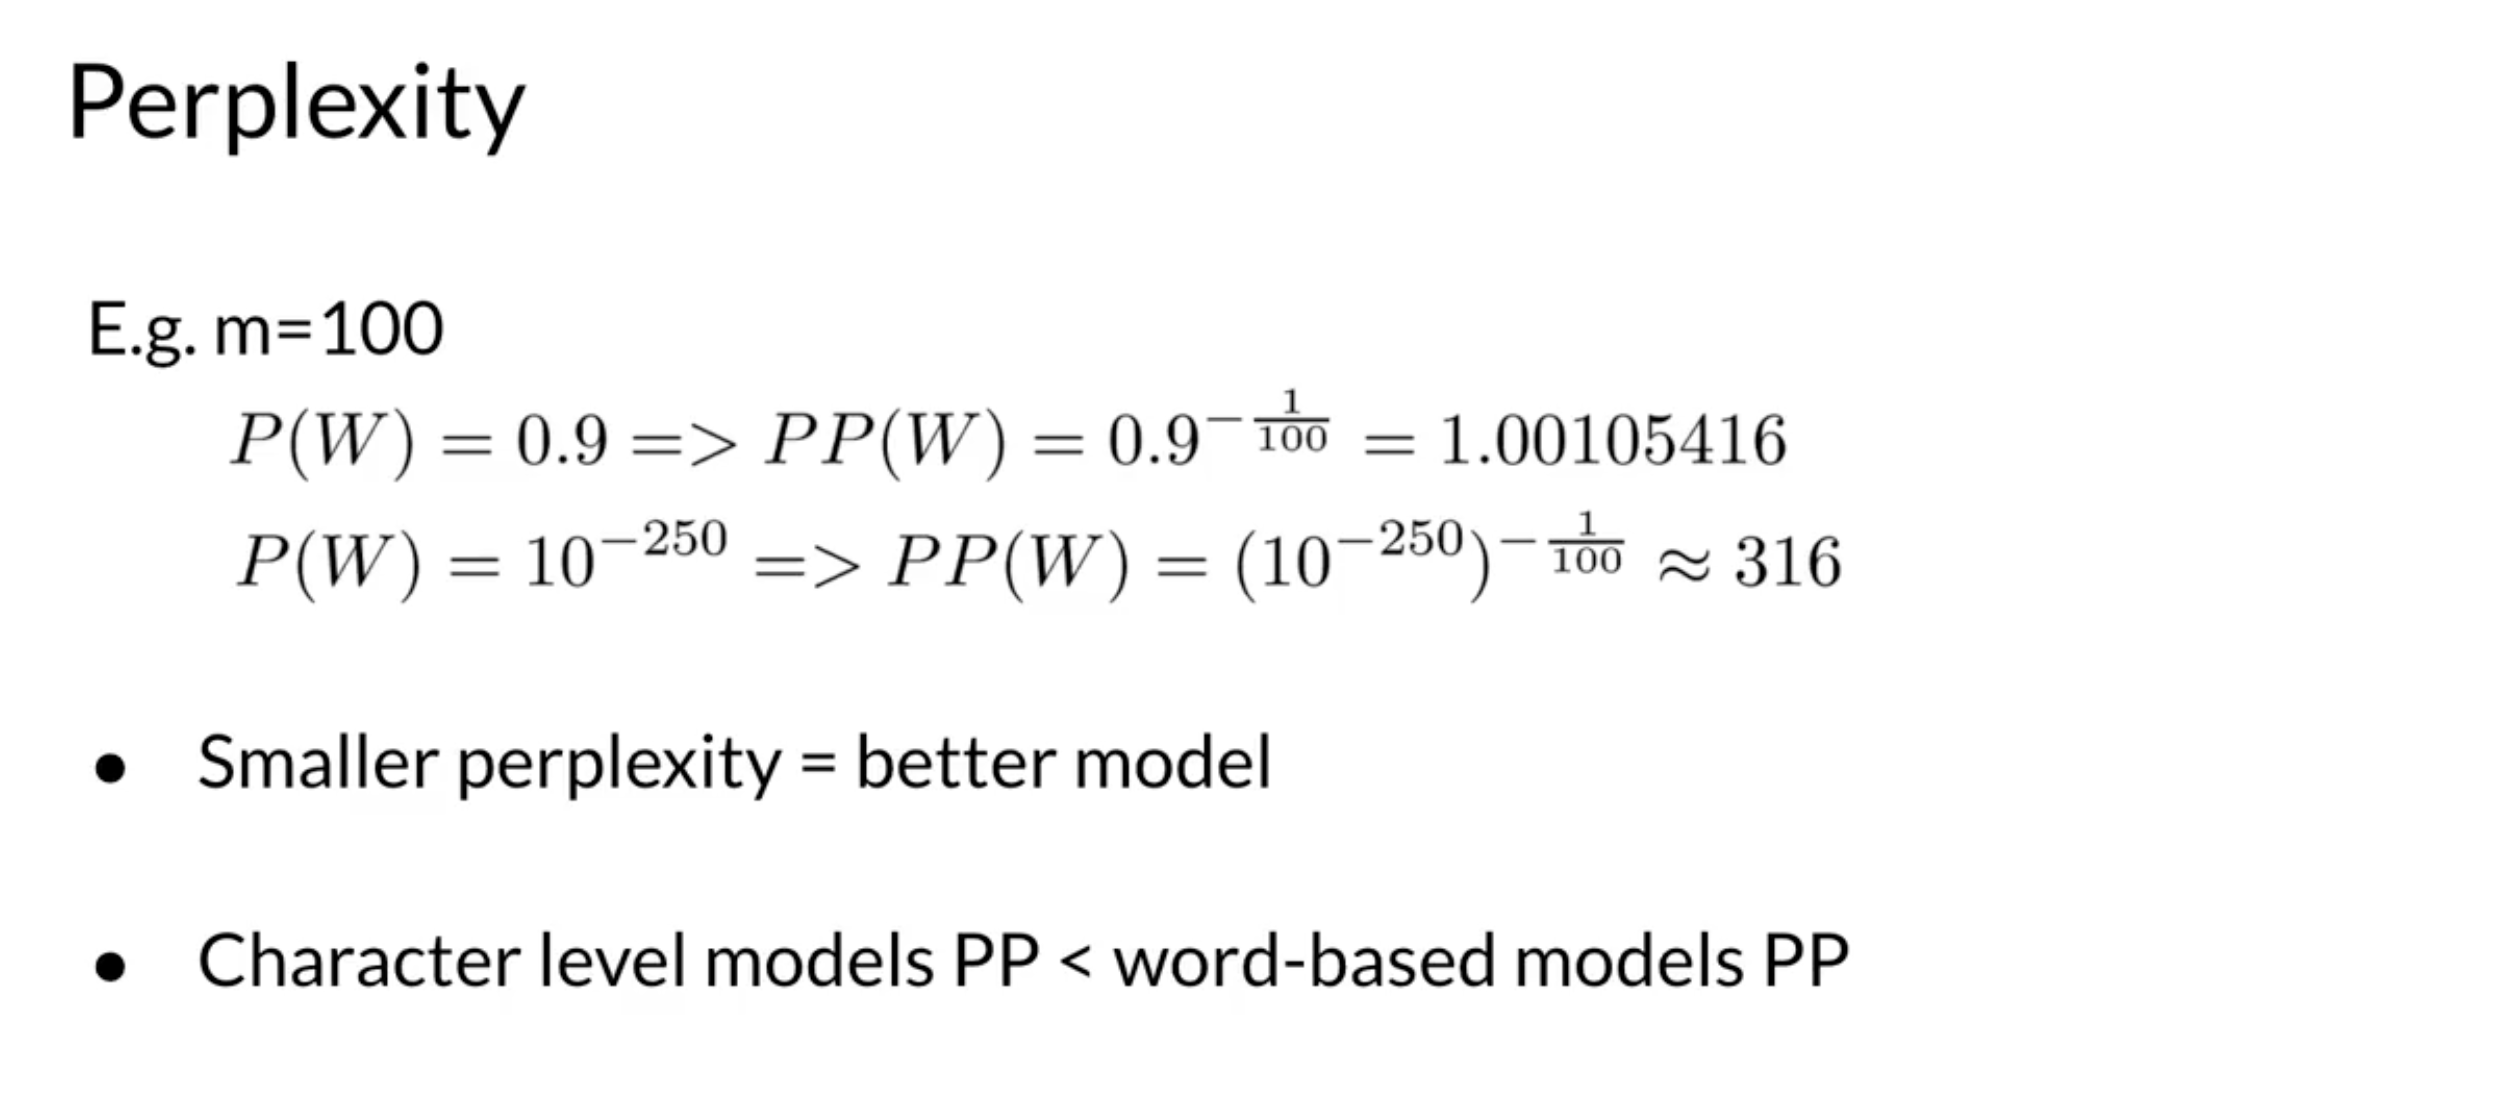 Perplexity
E.g. m=100
P(W) = 0.9 => PP(W) = 0.9^{-\frac{1}{100}} = 1.00105416
P(W) = 10^{-250} => PP(W) = (10^{-250})^{-\frac{1}{100}} ≈ 316
● Smaller perplexity = better model
● Character level models PP < word-based models PP